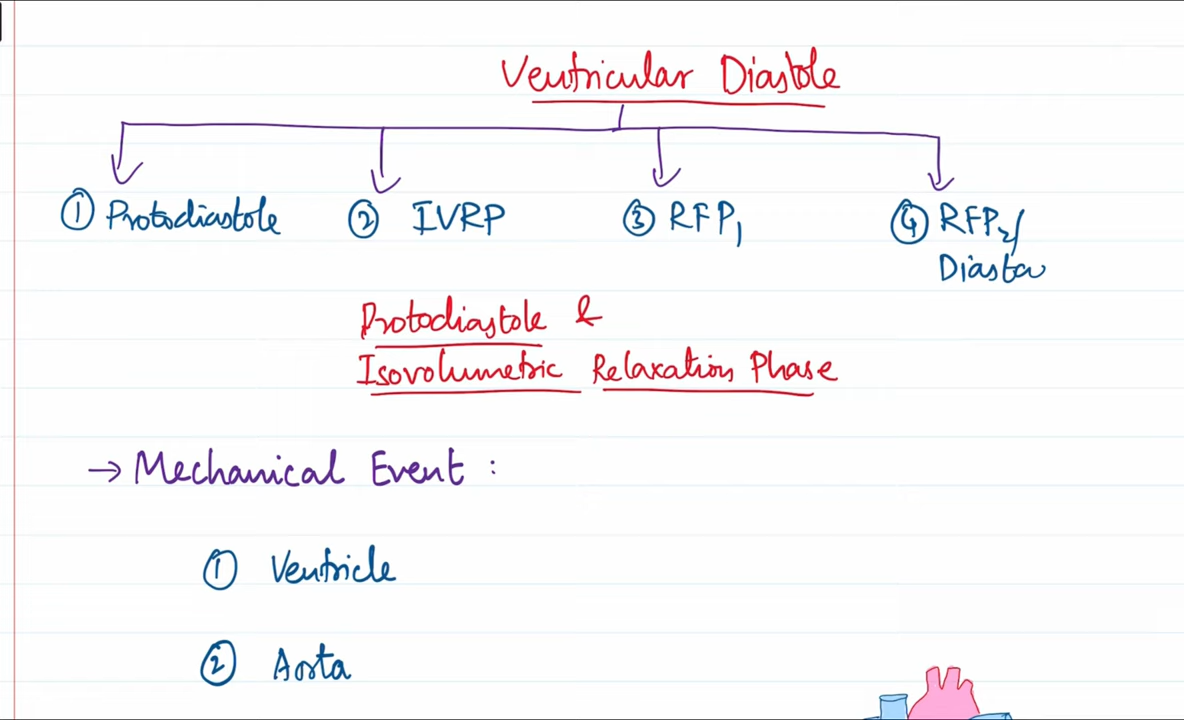 Ventricular Diastole
① Protodiastole ② IVRP ③ RFP₁ ④ RFP₂/
Diasta
Protodiastole &
Isovolumetric Relaxation Phase
→ Mechanical Event :
① Ventricle
② Aorta